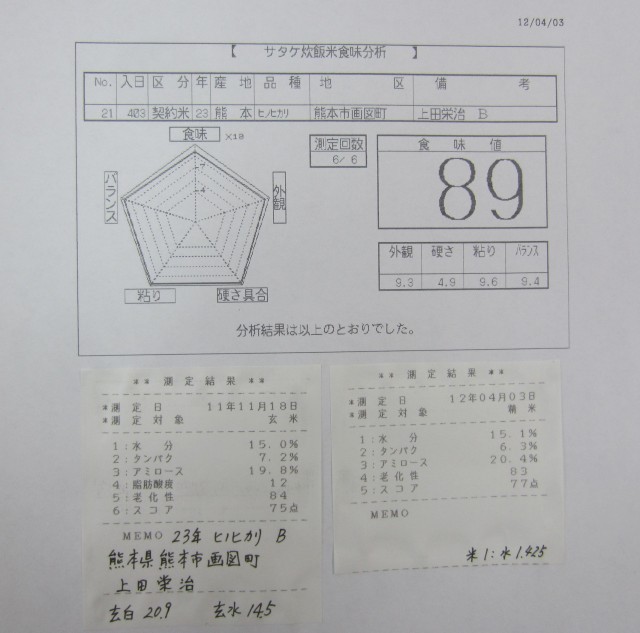 12/04/03
【 サタケ炊飯米食味分析 】
No. 入日 区分 年 産地 品種 地区 備考
21 403 契約米 23 熊本 ヒノヒカリ 熊本市画図町 上田栄治 B
食味 ×10
7
4
バランス
外観
粘り
硬さ具合
測定回数
6/ 6
食味値
89
外観 硬さ 粘り バランス
9.3 4.9 9.6 9.4
分析結果は以上のとおりでした。
** 測定結果 **
*測定日 11年11月18日
*測定対象 玄米
1:水分 15.0%
2:タンパク 7.2%
3:アミロース 19.8%
4:脂肪酸度 12
5:老化性 84
6:スコア 75点
MEMO 23年 ヒノヒカリ B
熊本県熊本市画図町
上田栄治
玄白 20.9 玄水 14.5
** 測定結果 **
*測定日 12年04月03日
*測定対象 精米
1:水分 15.1%
2:タンパク 6.3%
3:アミロース 20.4%
4:老化性 83
5:スコア 77点
MEMO
米1:水1.425